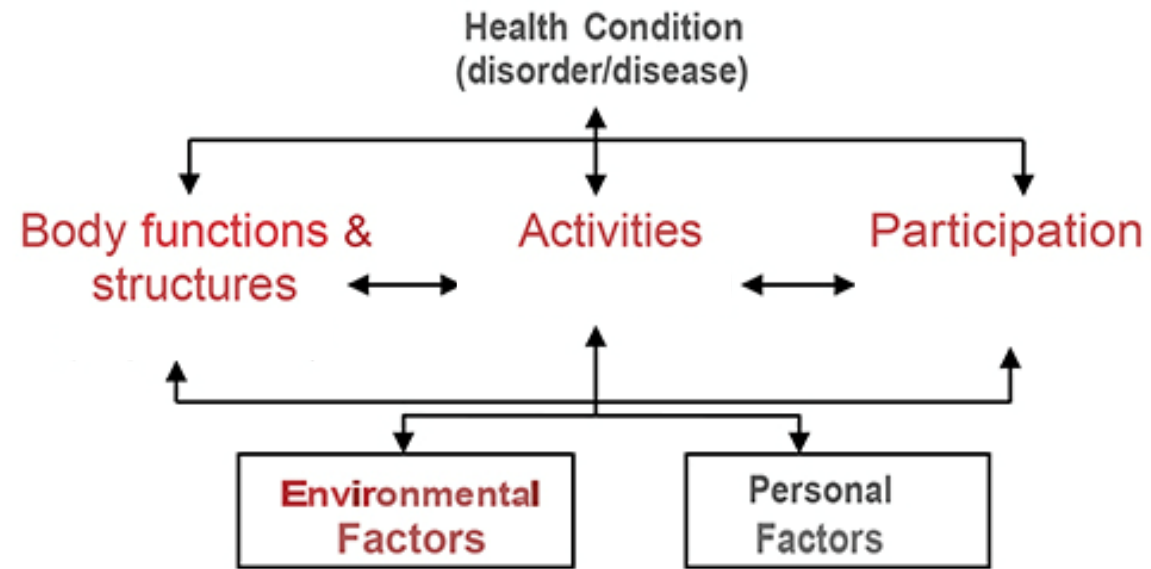 Health Condition
(disorder/disease)
Body functions &
structures
Activities
Participation
Environmental
Factors
Personal
Factors